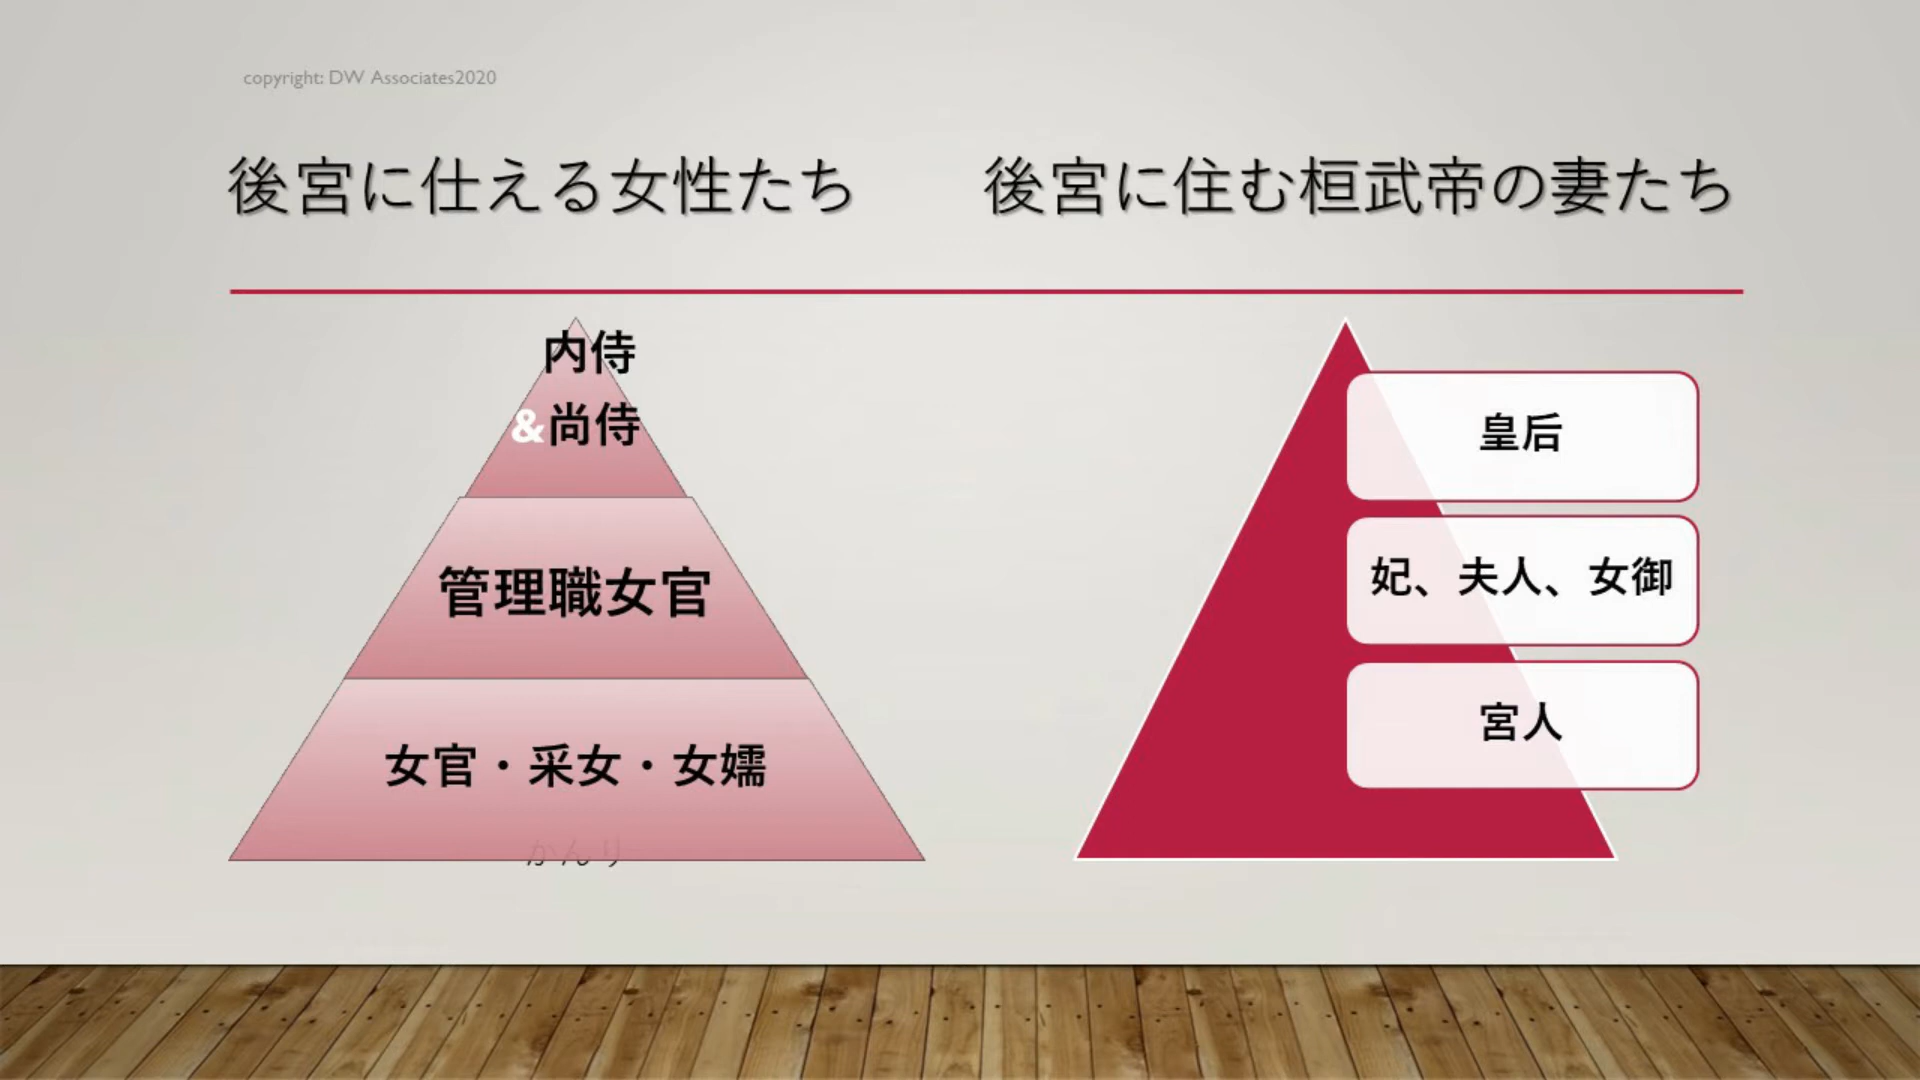 copyright: DW Associates2020
後宮に仕える女性たち　　後宮に住む桓武帝の妻たち
内侍
&尚侍
管理職女官
女官・采女・女嬬
かんり
皇后
妃、夫人、女御
宮人